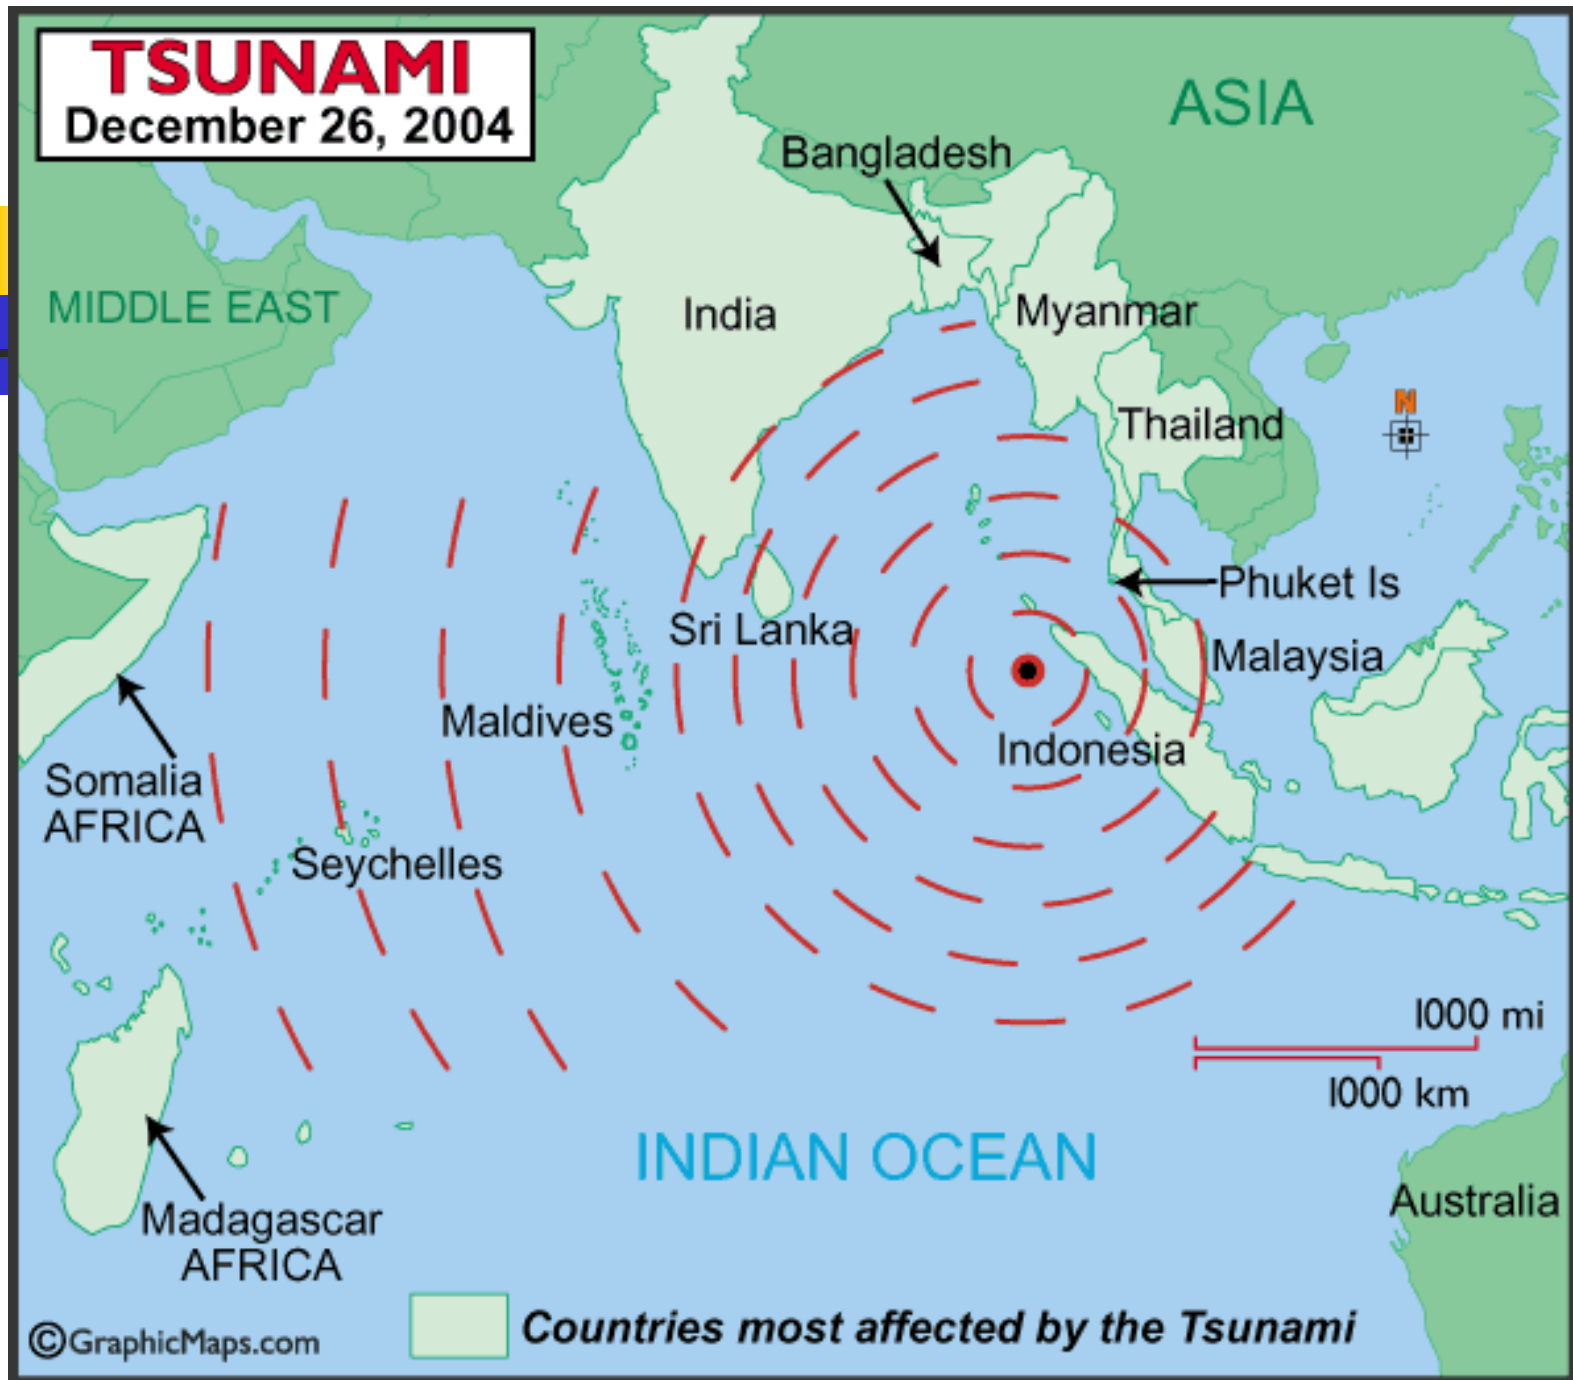 TSUNAMI
December 26, 2004
ASIA
Bangladesh
MIDDLE EAST
India
Myanmar
N
Thailand
Phuket Is
Sri Lanka
Malaysia
Maldives
Indonesia
Somalia
AFRICA
Seychelles
1000 mi
1000 km
INDIAN OCEAN
Australia
Madagascar
AFRICA
Countries most affected by the Tsunami
©GraphicMaps.com